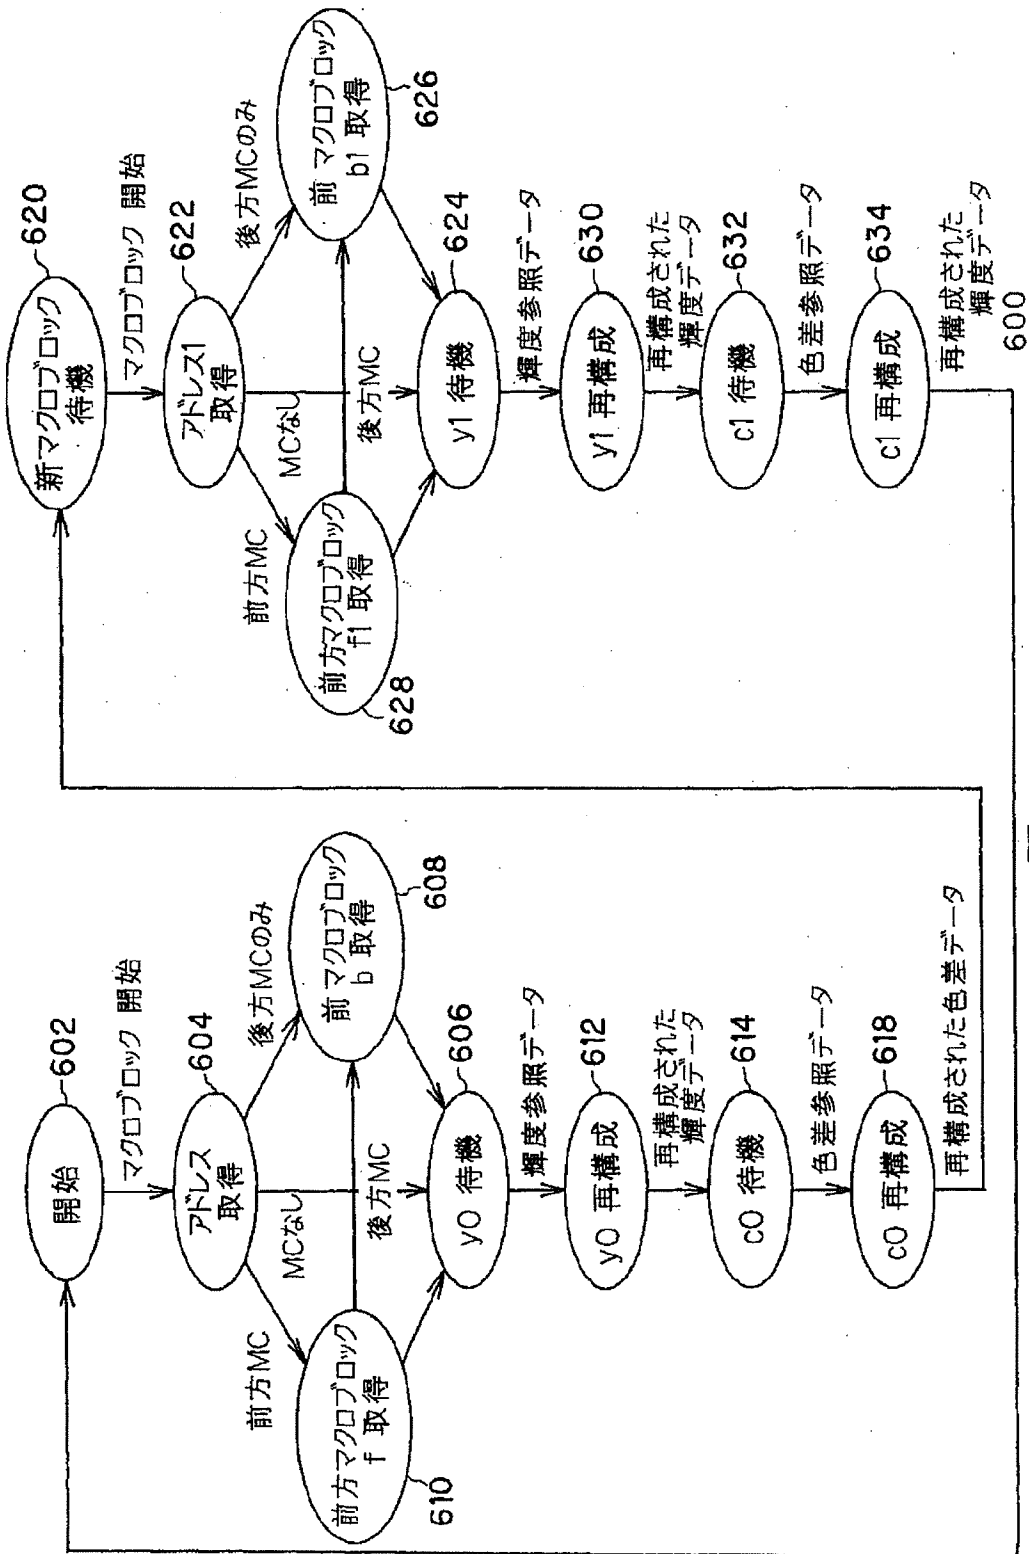 602
開始
マクロブロック 開始
604
アドレス
取得
前方MC
MCなし
後方MCのみ
610
前方マクロブロック
f 取得
後方MC
608
前 マクロブロック
b 取得
606
y0 待機
輝度参照データ
612
y0 再構成
再構成された
輝度データ
614
c0 待機
色差参照データ
618
c0 再構成
再構成された色差データ
620
新マクロブロック
待機
マクロブロック 開始
622
アドレス1
取得
前方MC
MCなし
後方MCのみ
628
前方マクロブロック
f1 取得
後方MC
626
前 マクロブロック
b1 取得
624
y1 待機
輝度参照データ
630
y1 再構成
再構成された
輝度データ
632
c1 待機
色差参照データ
634
c1 再構成
再構成された
輝度データ
600